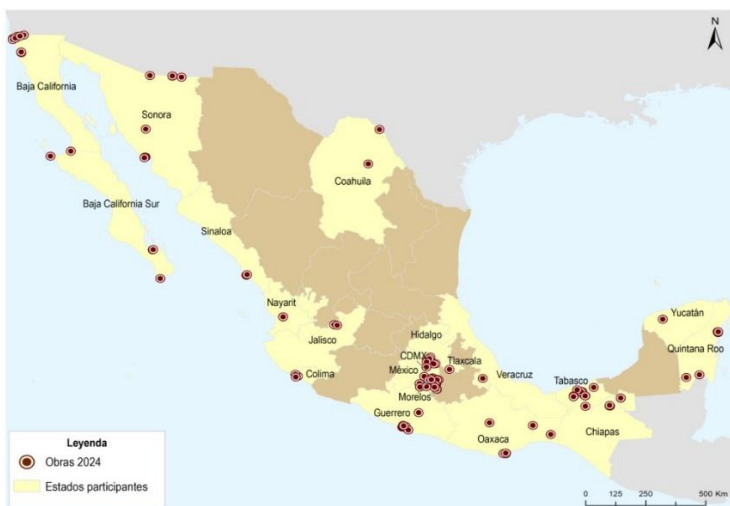 N
Baja California
Sonora
Coahuila
Baja California Sur
Sinaloa
Nayarit
Jalisco
Hidalgo
CDMX
Tlaxcala
México
Colima
Morelos
Veracruz
Guerrero
Oaxaca
Tabasco
Chiapas
Yucatán
Quintana Roo
Leyenda
Obras 2024
Estados participantes
0 125 250 500 Km